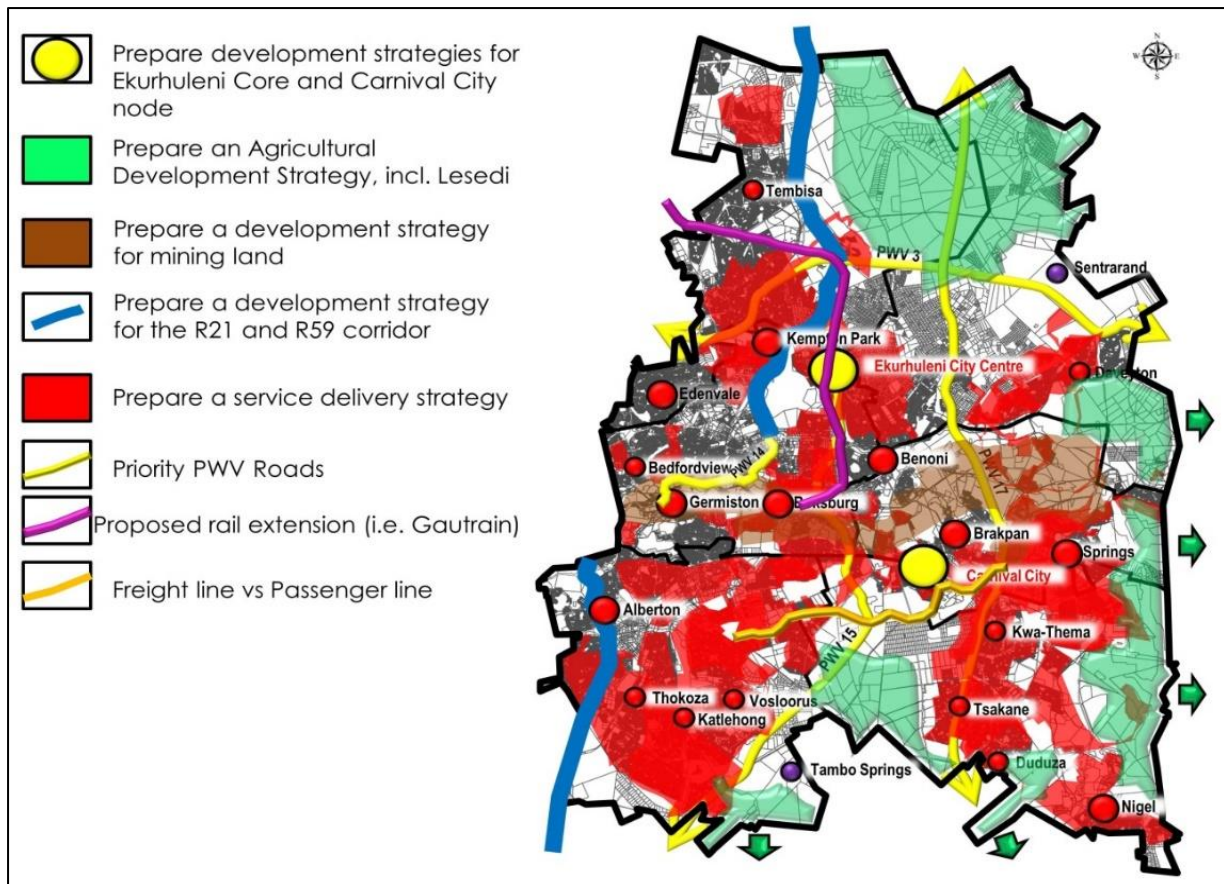 Prepare development strategies for
Ekurhuleni Core and Carnival City
node
Prepare an Agricultural
Development Strategy, incl. Lesedi
Prepare a development strategy
for mining land
Prepare a development strategy
for the R21 and R59 corridor
Prepare a service delivery strategy
Priority PWV Roads
Proposed rail extension (i.e. Gautrain)
Freight line vs Passenger line
N
W E
S
Tembisa
PWV 3
Sentrarand
Kempton Park
Ekurhuleni City Centre
Daveyton
Edenvale
Bedfordview
PWV 14
Benoni
PWV 17
Germiston
Boksburg
Brakpan
Springs
Carnival City
Alberton
Kwa-Thema
PWV 15
Thokoza
Vosloorus
Katlehong
Tsakane
Tambo Springs
Duduza
Nigel